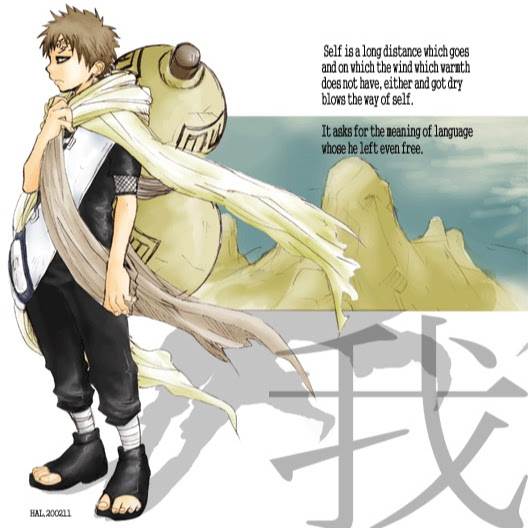 Self is a long distance which goes
and on which the wind which warmth
does not have, either and got dry
blows the way of self.
It asks for the meaning of language
whose he left even free.
我
HAL.200211